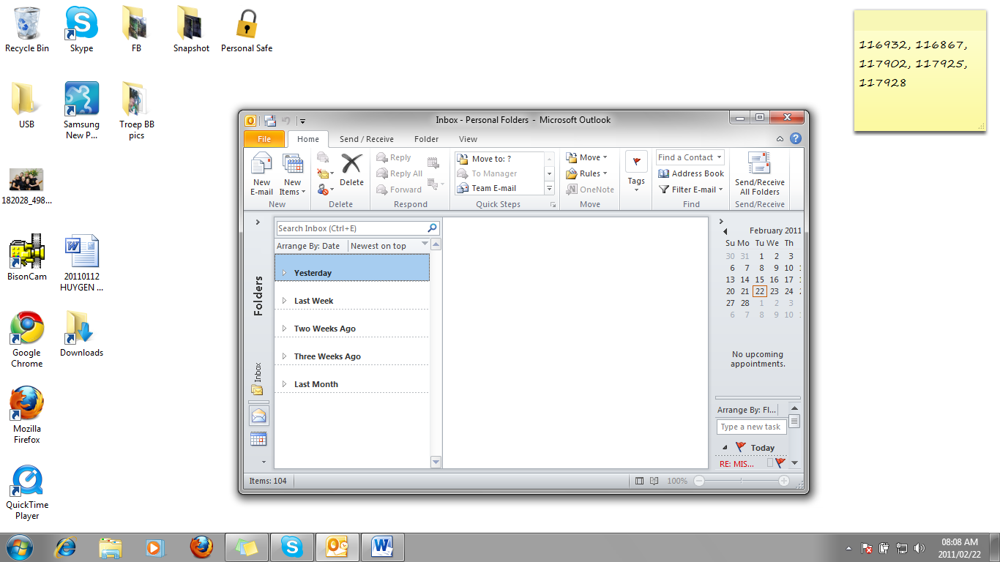 Recycle Bin
Skype
FB
Snapshot
Personal Safe
USB
Samsung
New P...
Troep BB
pics
182028_498...
BisonCam
20110112
HUYGEN ...
Google
Chrome
Downloads
Mozilla
Firefox
QuickTime
Player
116932, 116867,
117902, 117925,
117928
Inbox - Personal Folders - Microsoft Outlook
File
Home
Send / Receive
Folder
View
New
E-mail
New
Items
New
Delete
Delete
Reply
Reply All
Forward
Respond
Move to: ?
To Manager
Team E-mail
Quick Steps
Move
Rules
OneNote
Move
Tags
Find a Contact
Address Book
Filter E-mail
Find
Send/Receive
All Folders
Send/Receive
Folders
Inbox
Search Inbox (Ctrl+E)
Arrange By: Date
Newest on top
Yesterday
Last Week
Two Weeks Ago
Three Weeks Ago
Last Month
February 2011
Su Mo Tu We Th
30 31 1 2 3
6 7 8 9 10
13 14 15 16 17
20 21 22 23 24
27 28 1 2 3
6 7 8 9 10
No upcoming
appointments.
Arrange By: Fl...
Type a new task
Today
RE: MIS...
Items: 104
100%
08:08 AM
2011/02/22